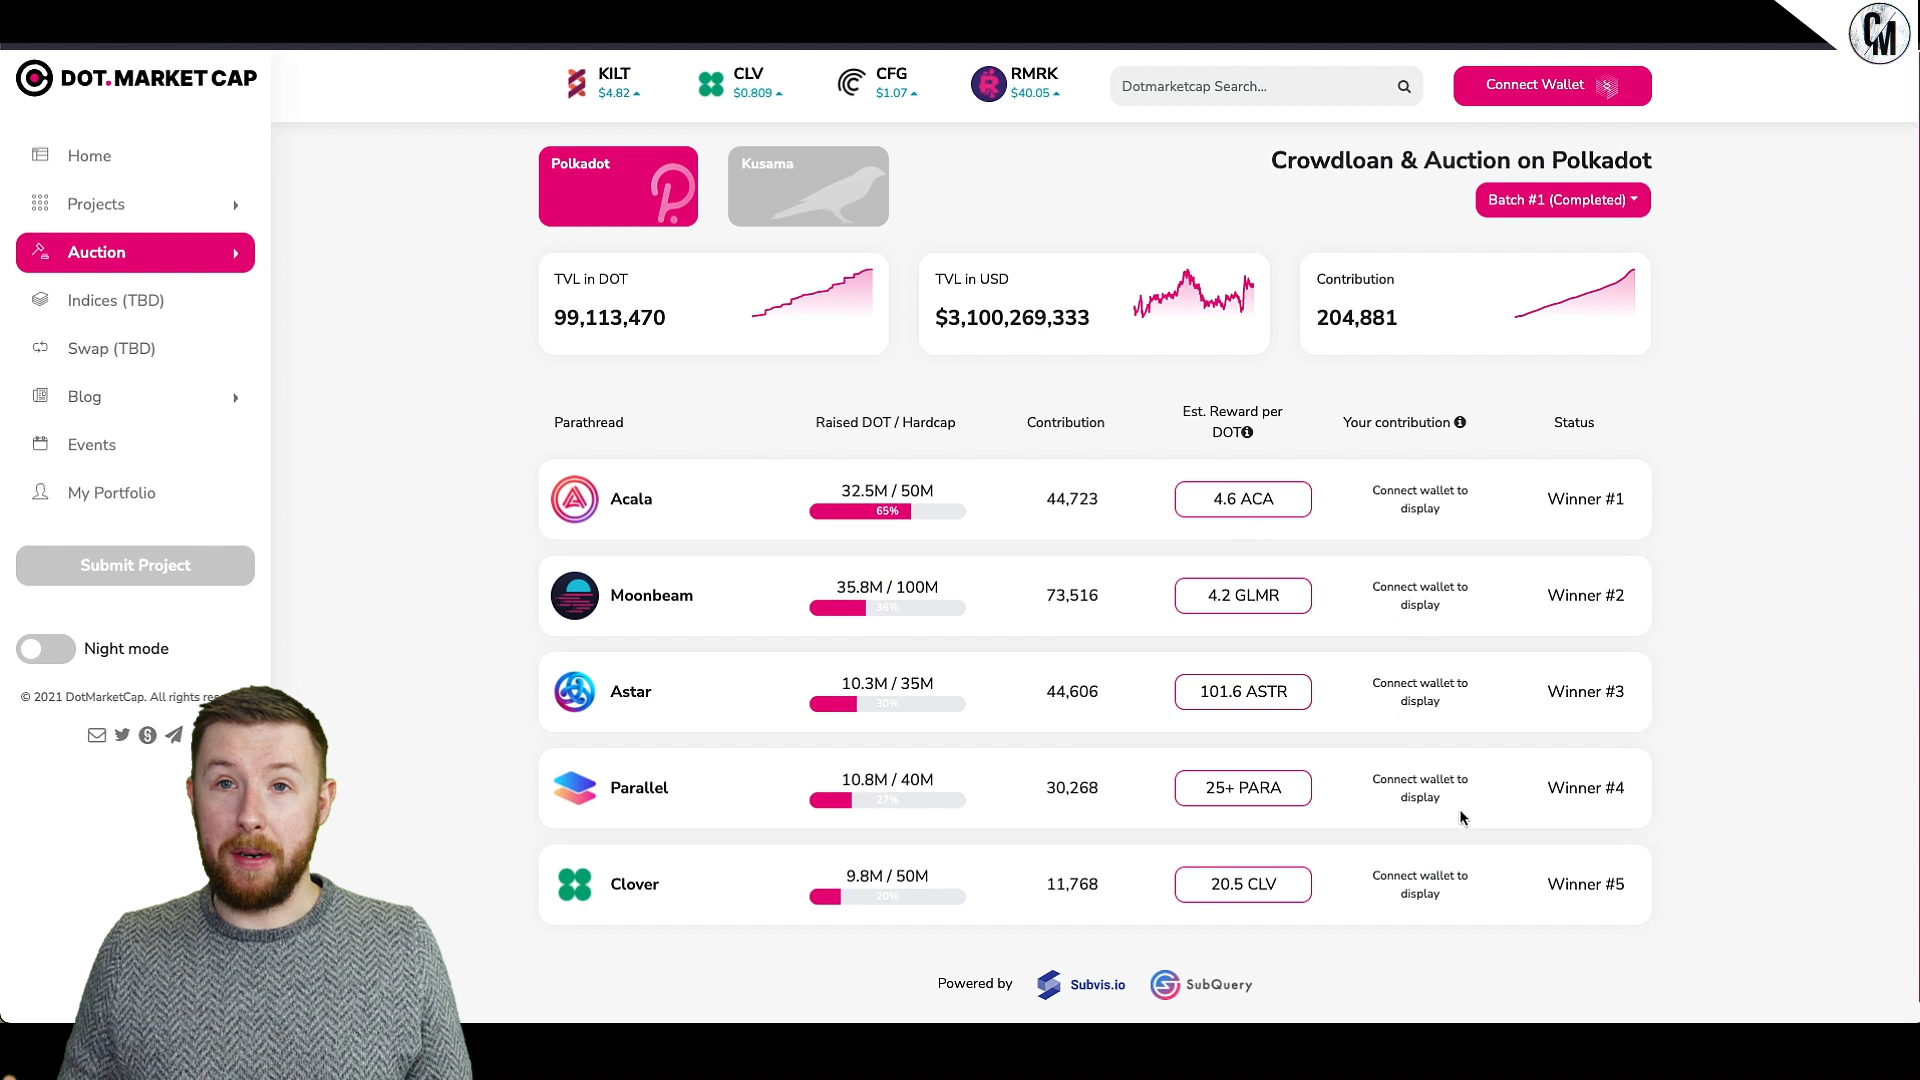 CM
DOT.MARKETCAP
KILT
$4.82
CLV
$0.809
CFG
$1.07
RMRK
$40.05
Dotmarketcap Search...
Connect Wallet
Home
Projects
Auction
Indices (TBD)
Swap (TBD)
Blog
Events
My Portfolio
Submit Project
Night mode
© 2021 DotMarketCap. All rights res
Polkadot
Kusama
Crowdloan & Auction on Polkadot
Batch #1 (Completed)
TVL in DOT
99,113,470
TVL in USD
$3,100,269,333
Contribution
204,881
Parathread
Raised DOT / Hardcap
Contribution
Est. Reward per
DOT
Your contribution
Status
Acala
32.5M / 50M
65%
44,723
4.6 ACA
Connect wallet to
display
Winner #1
Moonbeam
35.8M / 100M
36%
73,516
4.2 GLMR
Connect wallet to
display
Winner #2
Astar
10.3M / 35M
30%
44,606
101.6 ASTR
Connect wallet to
display
Winner #3
Parallel
10.8M / 40M
27%
30,268
25+ PARA
Connect wallet to
display
Winner #4
Clover
9.8M / 50M
20%
11,768
20.5 CLV
Connect wallet to
display
Winner #5
Powered by
Subvis.io
SubQuery